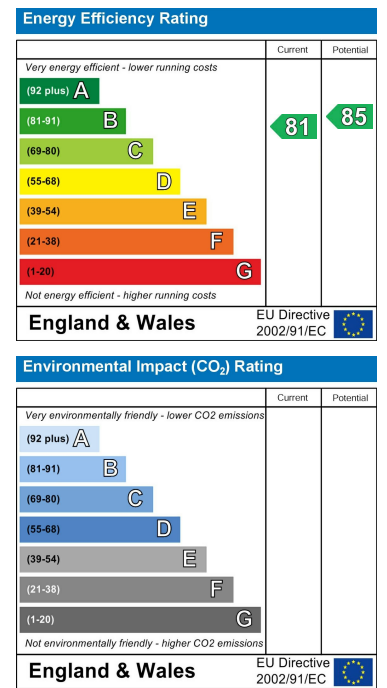 Energy Efficiency Rating
Current Potential
Very energy efficient - lower running costs
(92 plus) A
(81-91) B
(69-80) C
(55-68) D
(39-54) E
(21-38) F
(1-20) G
81
85
Not energy efficient - higher running costs
England & Wales
EU Directive
2002/91/EC
Environmental Impact (CO₂) Rating
Current Potential
Very environmentally friendly - lower CO2 emissions
(92 plus) A
(81-91) B
(69-80) C
(55-68) D
(39-54) E
(21-38) F
(1-20) G
Not environmentally friendly - higher CO2 emissions
England & Wales
EU Directive
2002/91/EC